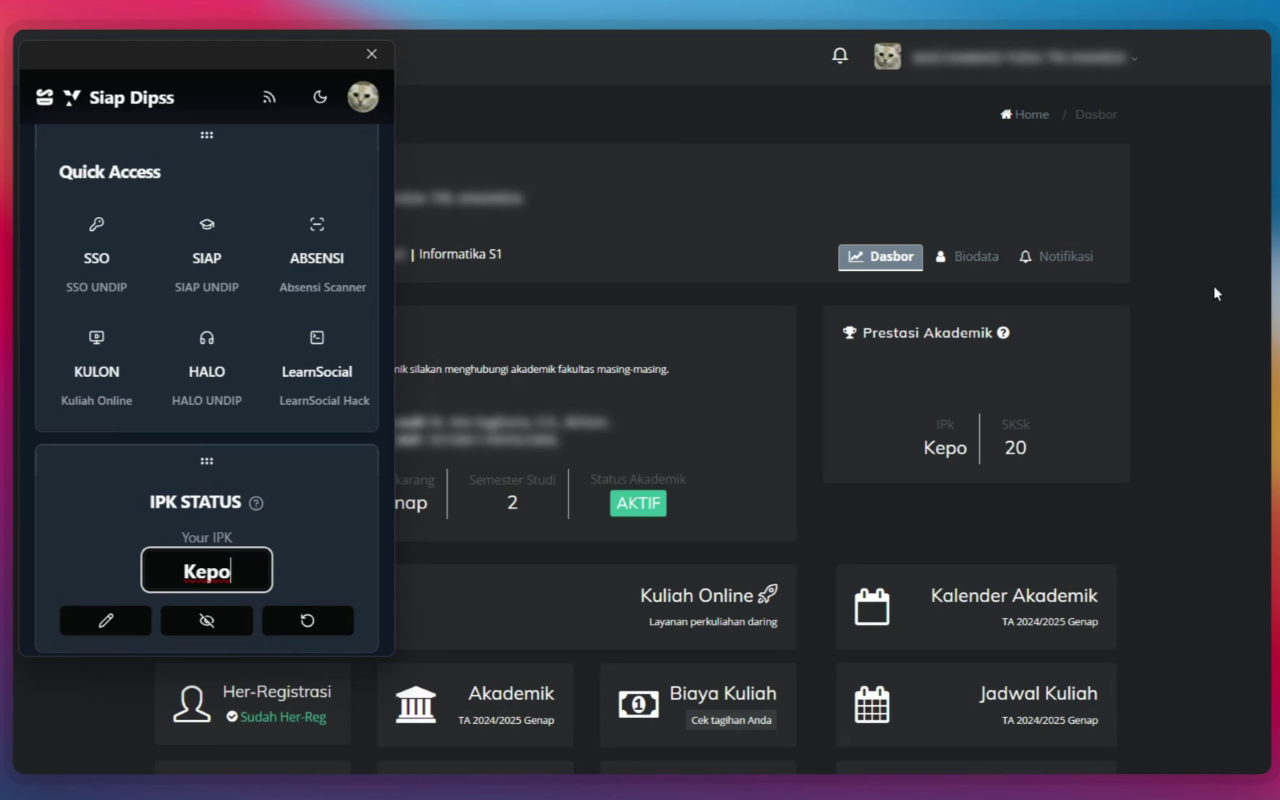 Siap Dipss
Quick Access
SSO
SSO UNDIP
SIAP
SIAP UNDIP
ABSENSI
Absensi Scanner
KULON
Kuliah Online
HALO
HALO UNDIP
LearnSocial
LearnSocial Hack
IPK STATUS
Your IPK
Kepo
Home / Dasbor
| Informatika S1
Dasbor
Biodata
Notifikasi
nik silakan menghubungi akademik fakultas masing-masing.
karang
nap
Semester Studi
2
Status Akademik
AKTIF
Prestasi Akademik
IPk
Kepo
SKSk
20
Kuliah Online
Layanan perkuliahan daring
Kalender Akademik
TA 2024/2025 Genap
Her-Registrasi
Sudah Her-Reg
Akademik
TA 2024/2025 Genap
Biaya Kuliah
Cek tagihan Anda
Jadwal Kuliah
TA 2024/2025 Genap